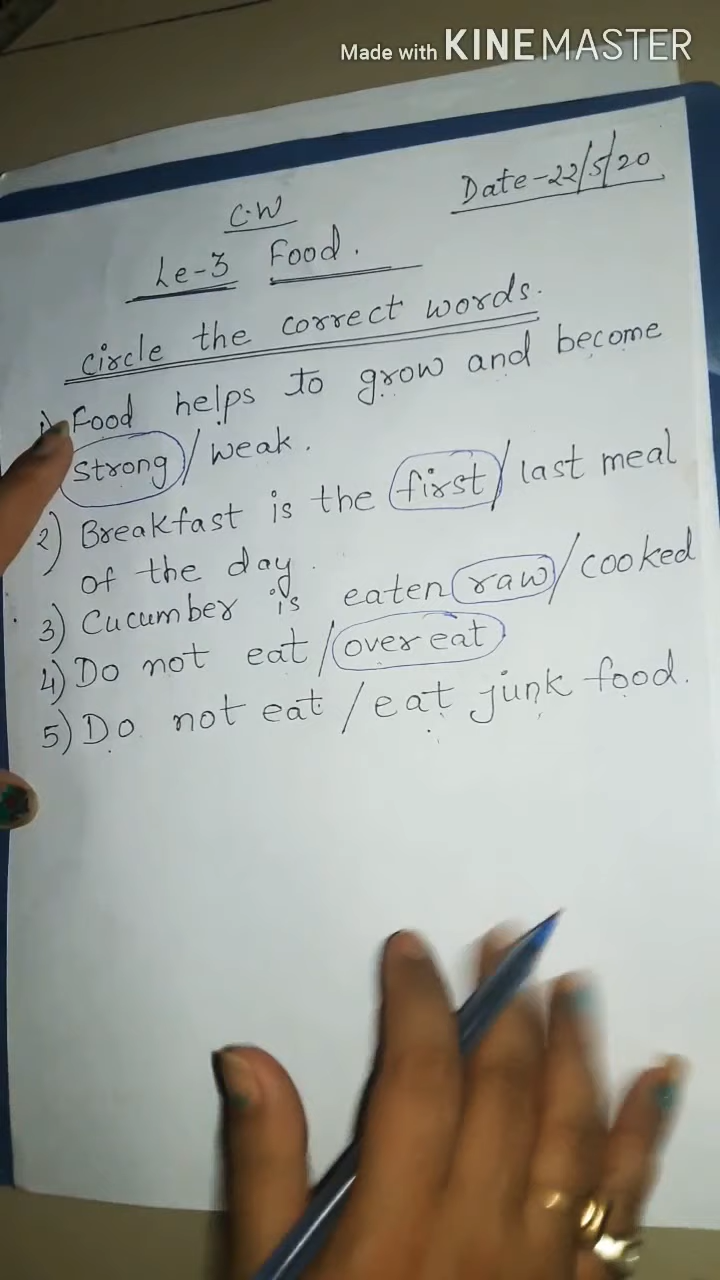 Made with KINEMASTER
Date-22/5/20
C.W
Le-3 Food.
Circle the correct words.
1) Food helps to grow and become
strong / weak.
2) Breakfast is the first / last meal
of the day.
3) Cucumber is eaten raw / cooked
4) Do not eat / over eat
5) Do not eat / eat junk food.